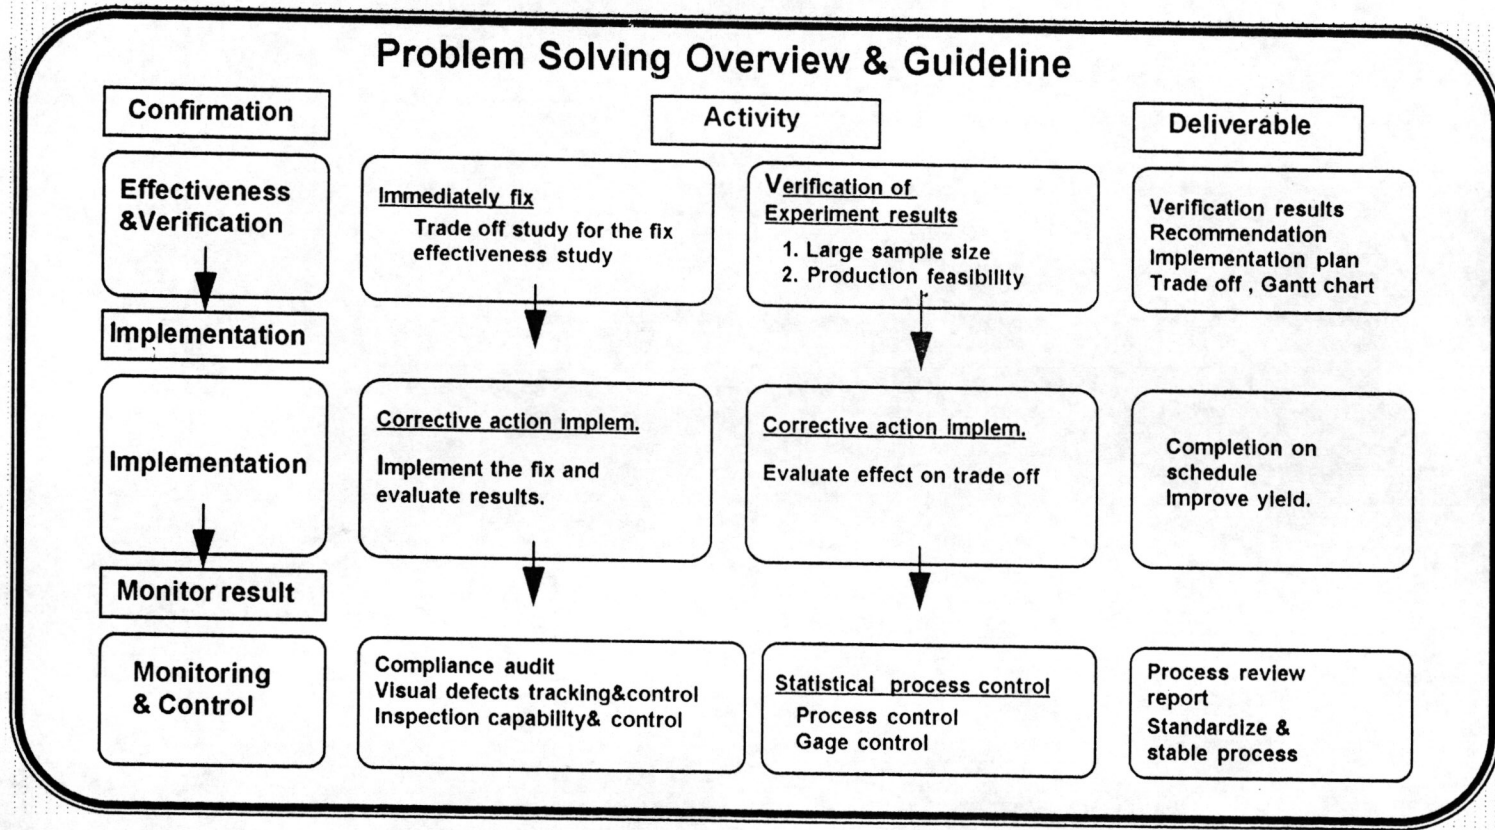 Problem Solving Overview & Guideline
Confirmation
Activity
Deliverable
Effectiveness
&Verification
Immediately fix
Trade off study for the fix
effectiveness study
Verification of
Experiment results
1. Large sample size
2. Production feasibility
Verification results
Recommendation
Implementation plan
Trade off , Gantt chart
Implementation
Implementation
Corrective action implem.
Implement the fix and
evaluate results.
Corrective action implem.
Evaluate effect on trade off
Completion on
schedule
Improve yield.
Monitor result
Monitoring
& Control
Compliance audit
Visual defects tracking&control
Inspection capability& control
Statistical process control
Process control
Gage control
Process review
report
Standardize &
stable process